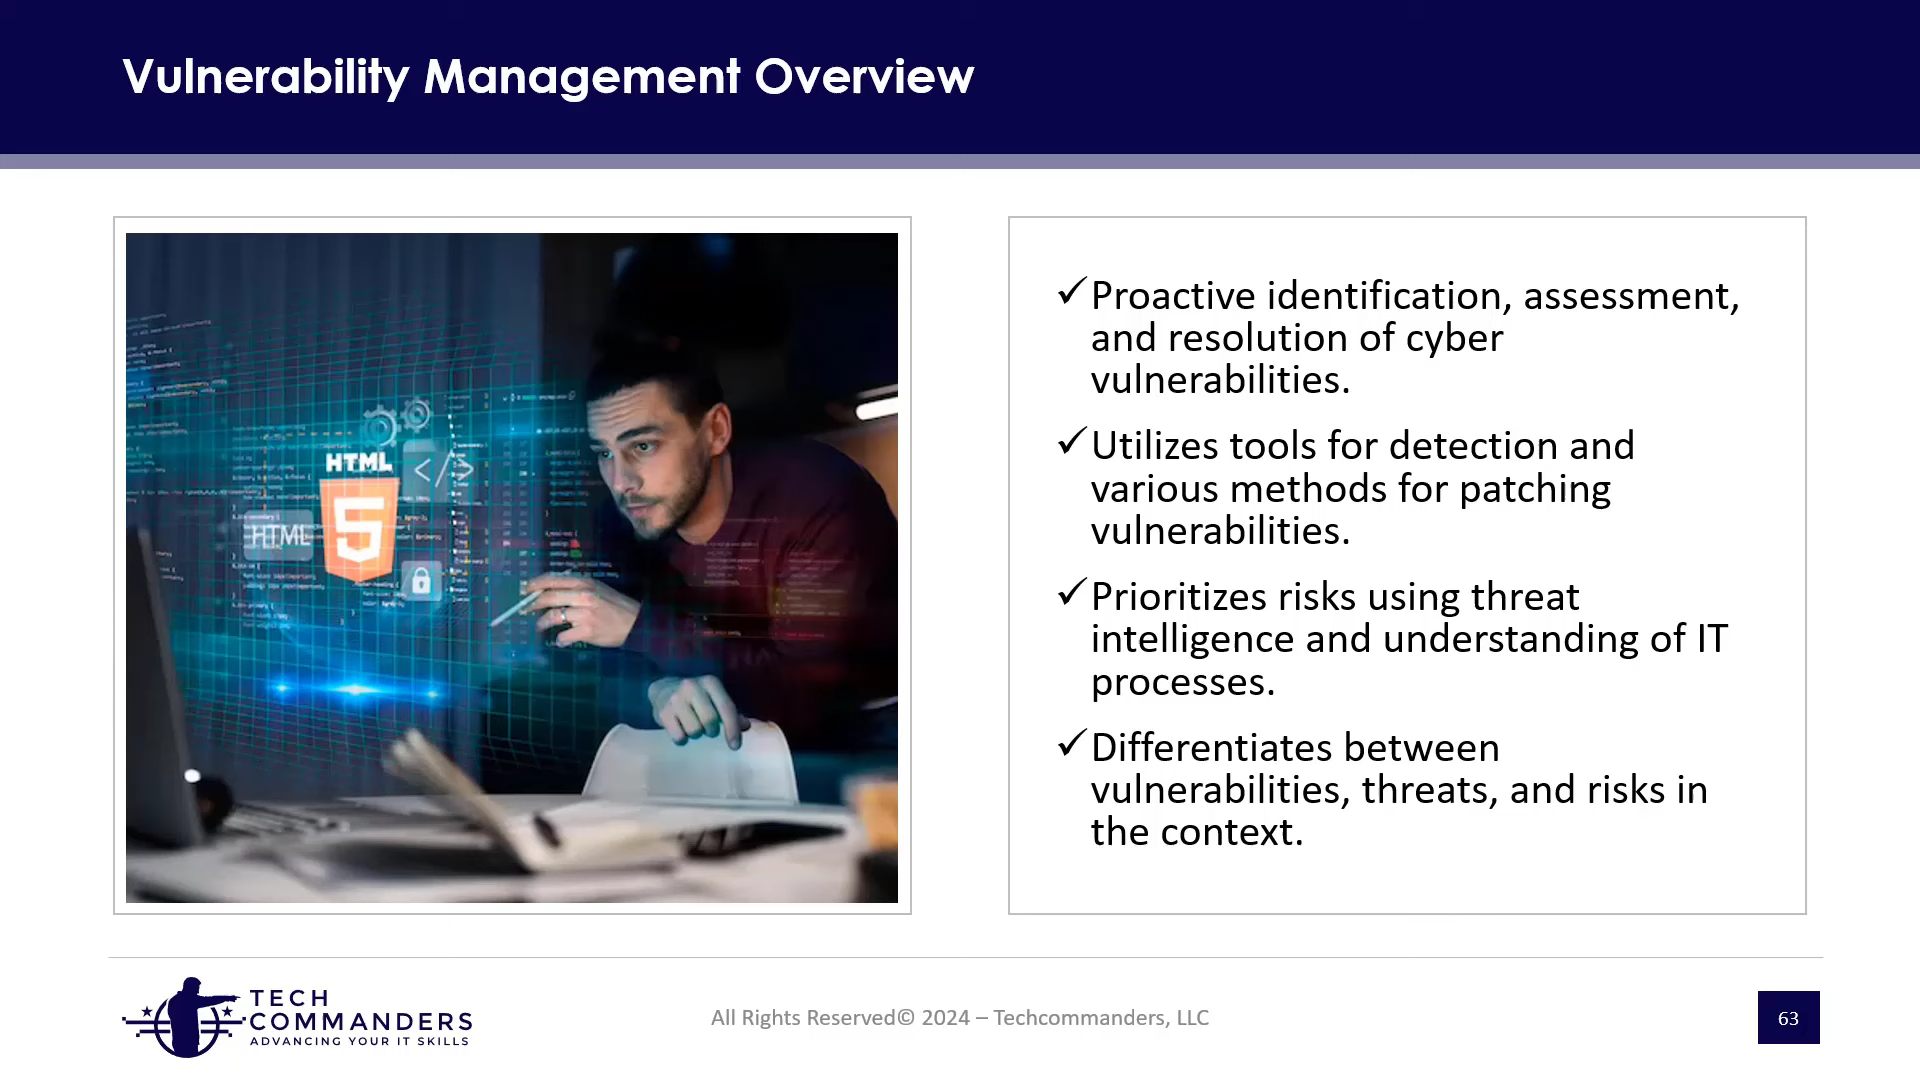 Vulnerability Management Overview
HTML
5
</>
HTML
✓Proactive identification, assessment,
and resolution of cyber
vulnerabilities.
✓Utilizes tools for detection and
various methods for patching
vulnerabilities.
✓Prioritizes risks using threat
intelligence and understanding of IT
processes.
✓Differentiates between
vulnerabilities, threats, and risks in
the context.
TECH
COMMANDERS
ADVANCING YOUR IT SKILLS
All Rights Reserved© 2024 – Techcommanders, LLC
63